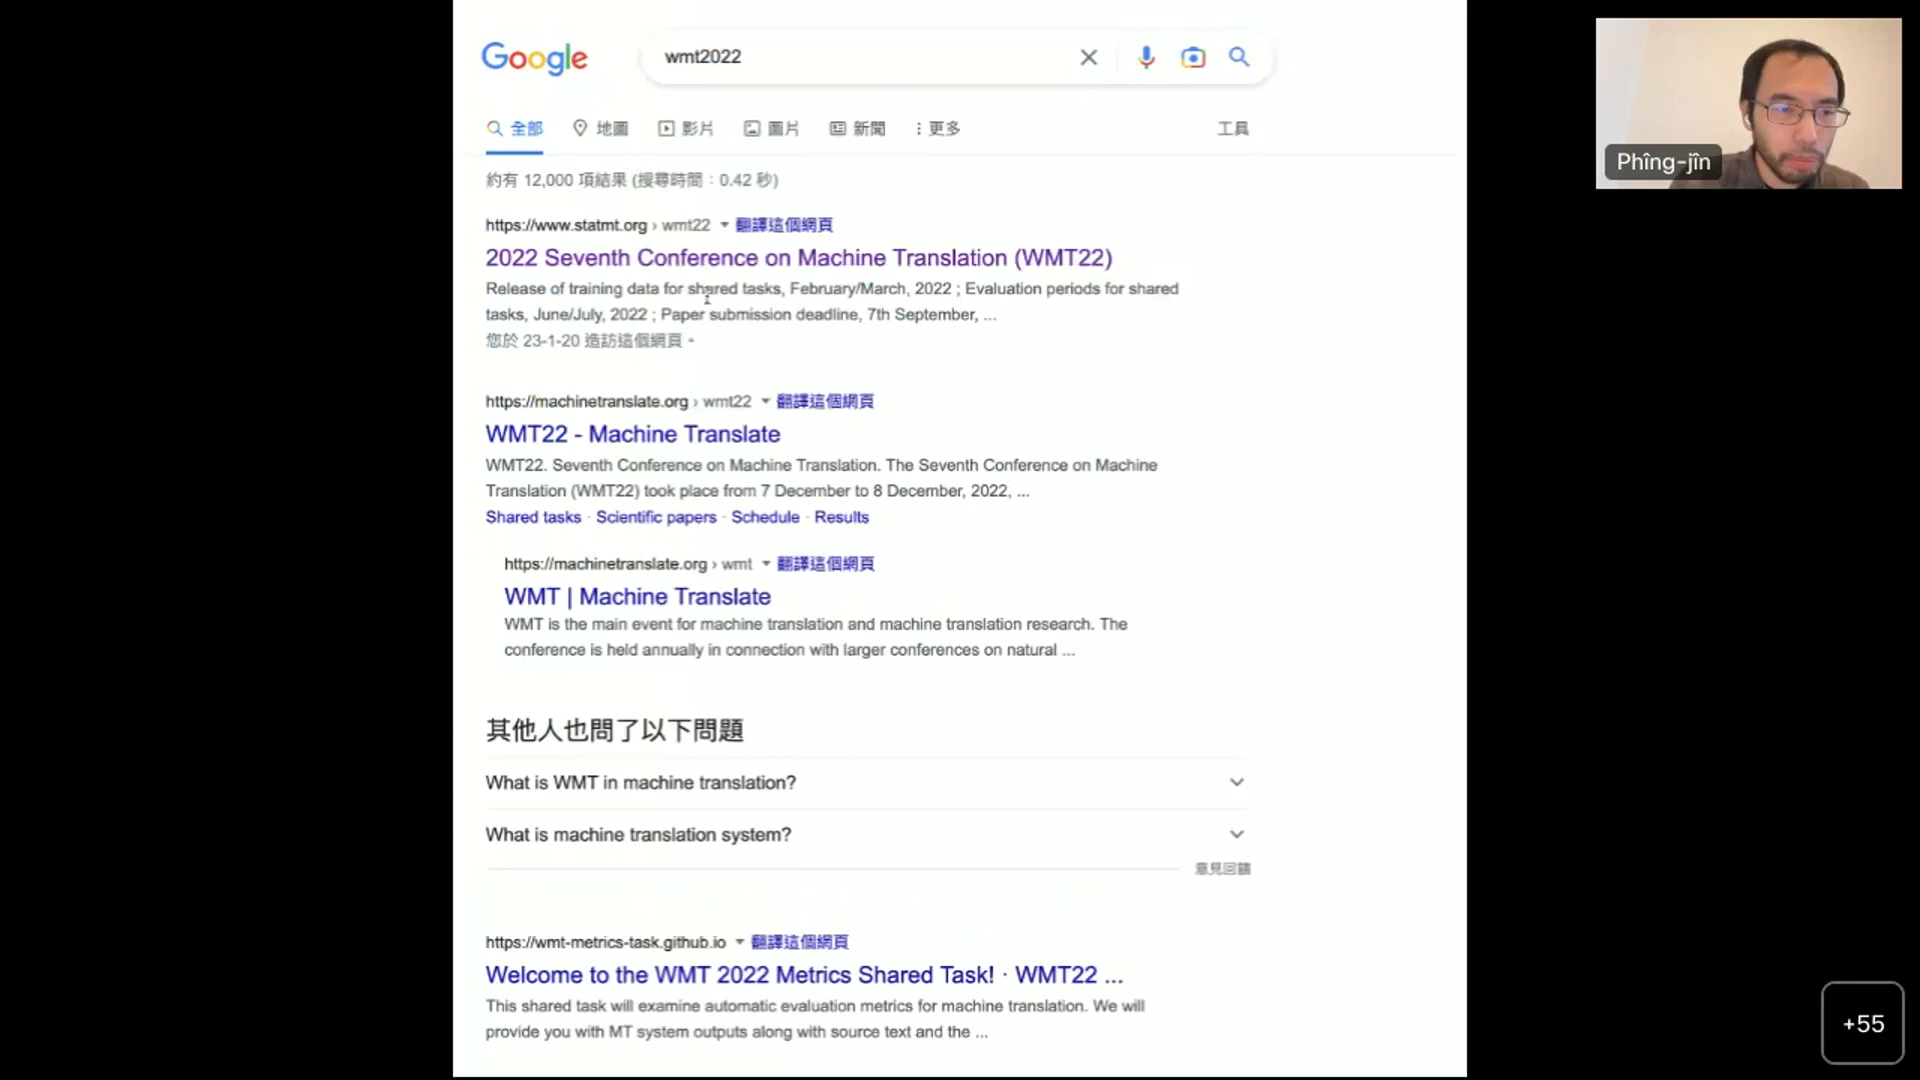 Google
wmt2022
全部
地圖
影片
圖片
新聞
更多
工具
約有 12,000 項結果 (搜尋時間：0.42 秒)
https://www.statmt.org › wmt22 翻譯這個網頁
2022 Seventh Conference on Machine Translation (WMT22)
Release of training data for shared tasks, February/March, 2022 ; Evaluation periods for shared
tasks, June/July, 2022 ; Paper submission deadline, 7th September, ...
您於 23-1-20 造訪這個網頁。
https://machinetranslate.org › wmt22 翻譯這個網頁
WMT22 - Machine Translate
WMT22. Seventh Conference on Machine Translation. The Seventh Conference on Machine
Translation (WMT22) took place from 7 December to 8 December, 2022, ...
Shared tasks · Scientific papers · Schedule · Results
https://machinetranslate.org › wmt 翻譯這個網頁
WMT | Machine Translate
WMT is the main event for machine translation and machine translation research. The
conference is held annually in connection with larger conferences on natural ...
其他人也問了以下問題
What is WMT in machine translation?
What is machine translation system?
意見回饋
https://wmt-metrics-task.github.io 翻譯這個網頁
Welcome to the WMT 2022 Metrics Shared Task! · WMT22 ...
This shared task will examine automatic evaluation metrics for machine translation. We will
provide you with MT system outputs along with source text and the ...
Phîng-jîn
+55